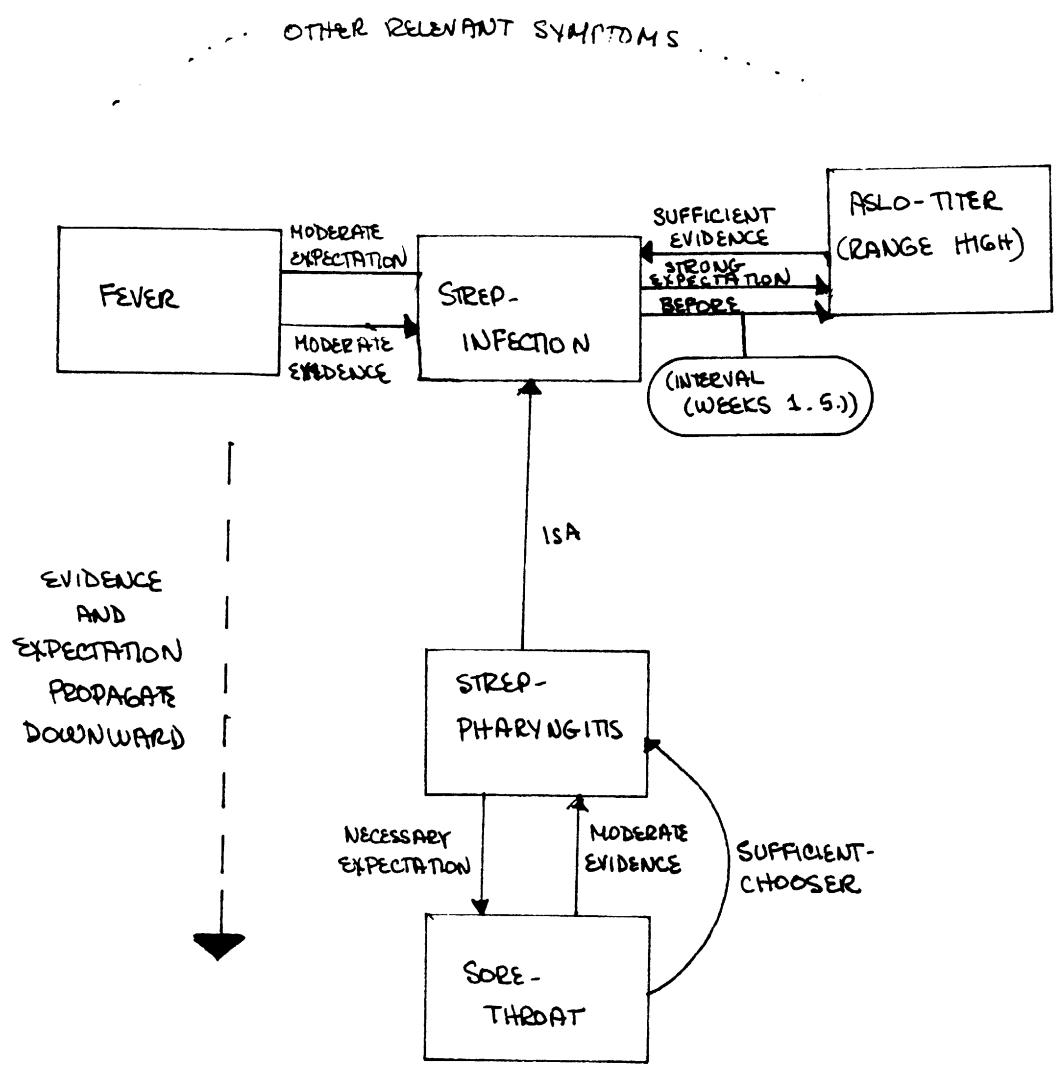 OTHER RELEVANT SYMPTOMS
ASLO-TITER
(RANGE HIGH)
SUFFICIENT
EVIDENCE
STRONG
EXPECTATION
BEFORE
MODERATE
EXPECTATION
FEVER
STREP-
INFECTION
MODERATE
EVIDENCE
(INTERVAL
(WEEKS 1. 5.))
ISA
EVIDENCE
AND
EXPECTATION
PROPAGATE
DOWNWARD
STREP-
PHARYNGITIS
NECESSARY
EXPECTATION
MODERATE
EVIDENCE
SUFFICIENT-
CHOOSER
SORE-
THROAT